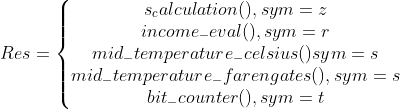 Res = { s_calculation(), sym = z
income_eval(), sym = r
mid_temperature_celsius()sym = s
mid_temperature_farengates(), sym = s
bit_counter(), sym = t